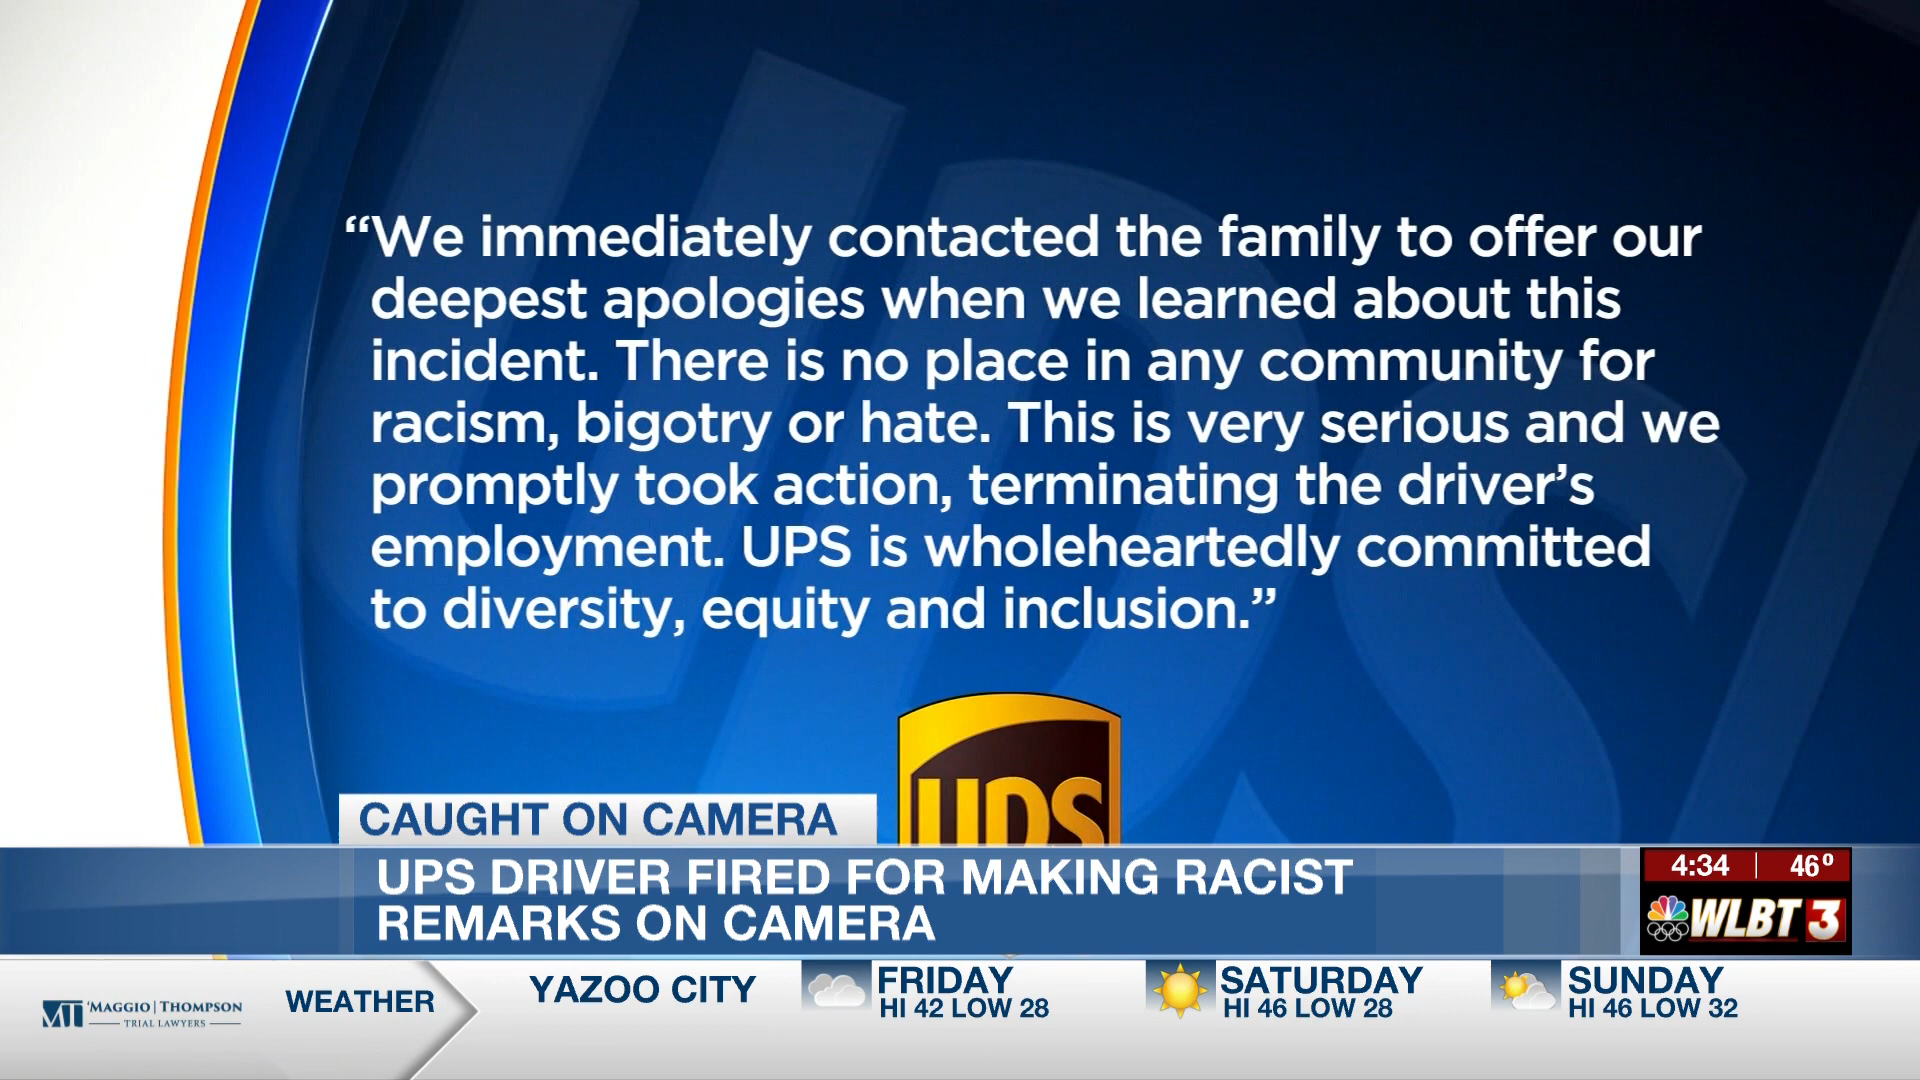 “We immediately contacted the family to offer our
deepest apologies when we learned about this
incident. There is no place in any community for
racism, bigotry or hate. This is very serious and we
promptly took action, terminating the driver’s
employment. UPS is wholeheartedly committed
to diversity, equity and inclusion.”
UPS
CAUGHT ON CAMERA
UPS DRIVER FIRED FOR MAKING RACIST
REMARKS ON CAMERA
4:34 | 46°
WLBT 3
MT 'MAGGIO | THOMPSON
TRIAL LAWYERS
WEATHER
YAZOO CITY
FRIDAY
HI 42 LOW 28
SATURDAY
HI 46 LOW 28
SUNDAY
HI 46 LOW 32